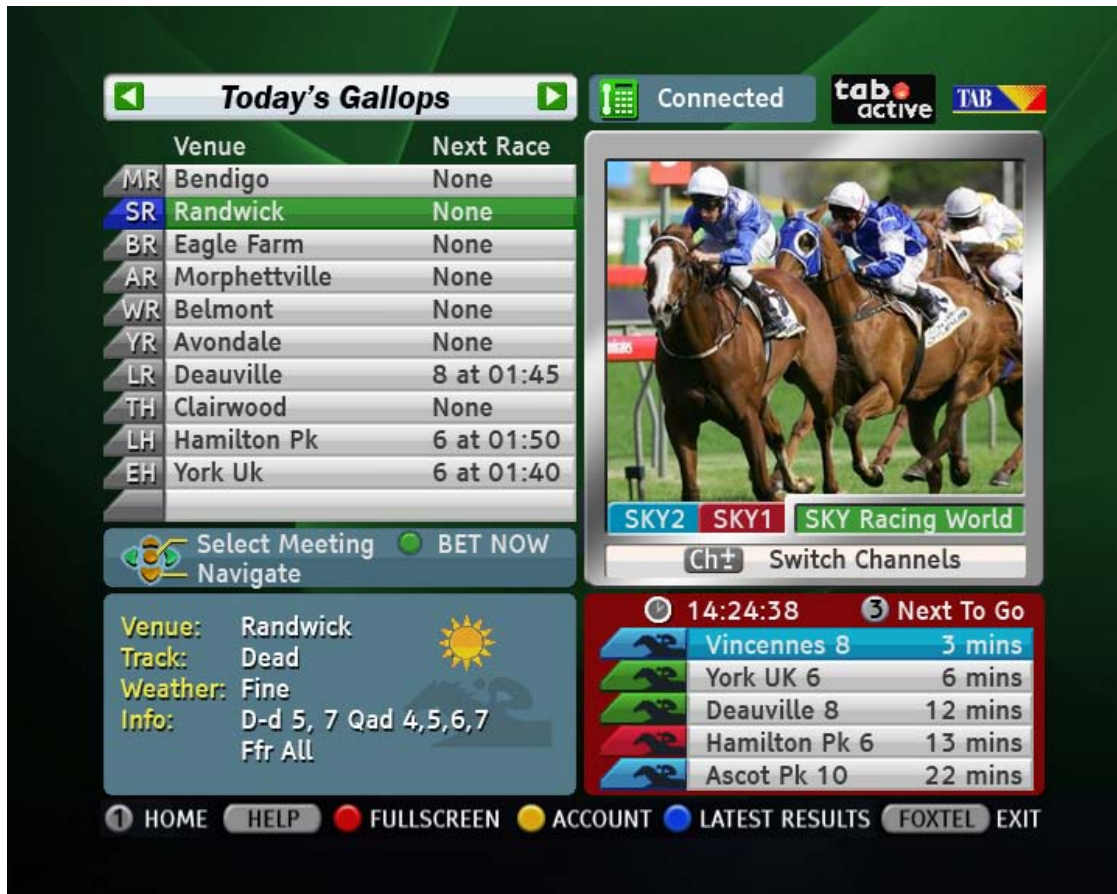 Today's Gallops
Connected
tab active
TAB
Venue Next Race
MR Bendigo None
SR Randwick None
BR Eagle Farm None
AR Morphettville None
WR Belmont None
YR Avondale None
LR Deauville 8 at 01:45
TH Clairwood None
LH Hamilton Pk 6 at 01:50
EH York Uk 6 at 01:40
SKY2 SKY1 SKY Racing World
Ch± Switch Channels
Select Meeting BET NOW
Navigate
Venue: Randwick
Track: Dead
Weather: Fine
Info: D-d 5, 7 Qad 4,5,6,7
Ffr All
14:24:38 3 Next To Go
Vincennes 8 3 mins
York UK 6 6 mins
Deauville 8 12 mins
Hamilton Pk 6 13 mins
Ascot Pk 10 22 mins
1 HOME HELP FULLSCREEN ACCOUNT LATEST RESULTS FOXTEL EXIT